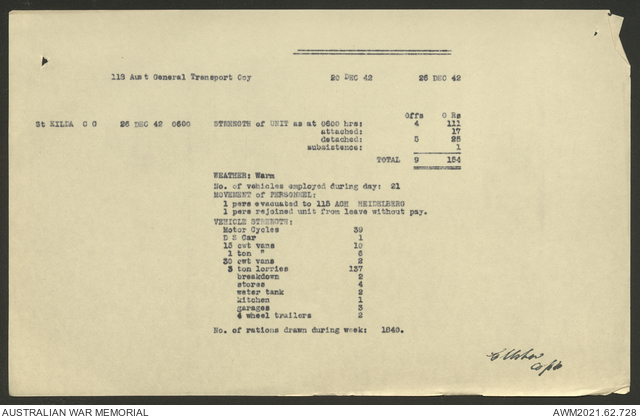 118 Aust General Transport Coy 20 DEC 42 26 DEC 42
Offs O Rs
St KILDA C G 26 DEC 42 0600 STRENGTH of UNIT as at 0600 hrs: 4 111
attached: 17
detached: 5 25
subsistence: 1
TOTAL 9 154
WEATHER: Warm
No. of vehicles employed during day: 21
MOVEMENT of PERSONNEL:
1 pers evacuated to 115 AGH HEIDELBERG
1 pers rejoined unit from leave without pay.
VEHICLE STRENGTH:
Motor Cycles 39
D S Car 1
15 cwt vans 10
1 ton " 6
30 cwt vans 2
3 ton lorries 137
breakdown 2
stores 4
water tank 2
kitchen 1
garages 3
4 wheel trailers 2
No. of rations drawn during week: 1049.
AUSTRALIAN WAR MEMORIAL AWM2021.62.728